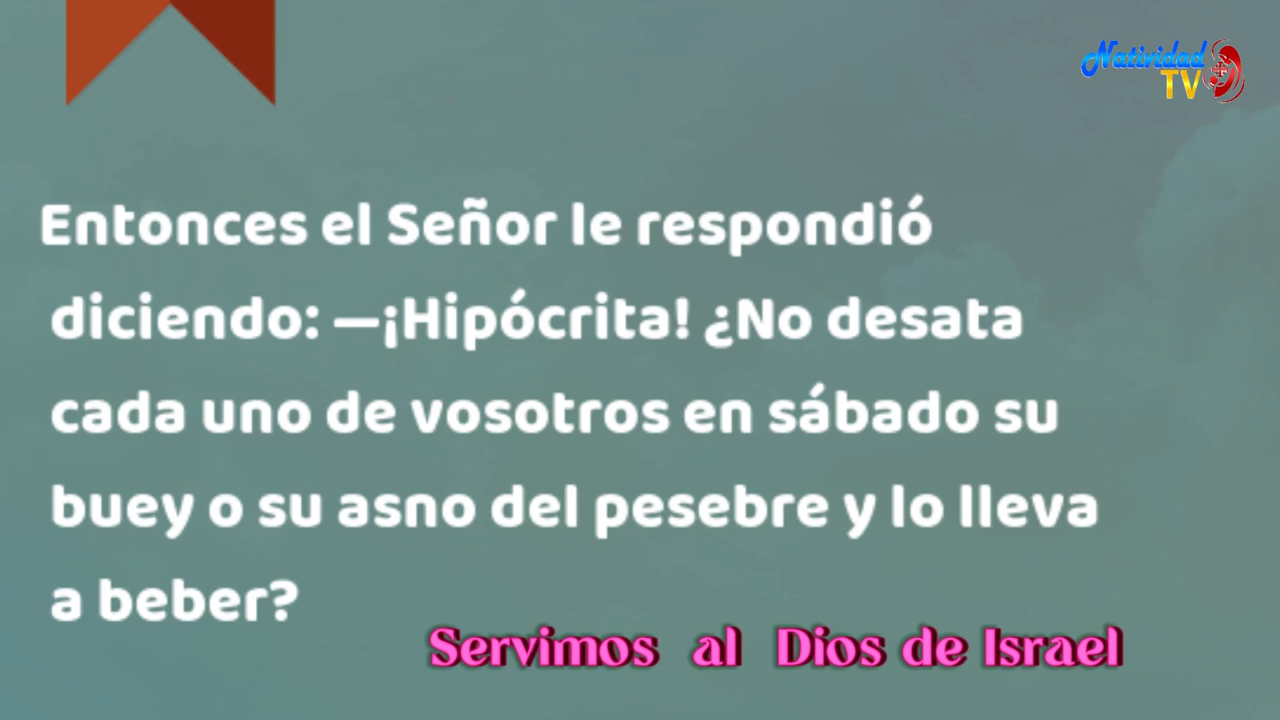 Natividad
TV
Entonces el Señor le respondió
diciendo: —¡Hipócrita! ¿No desata
cada uno de vosotros en sábado su
buey o su asno del pesebre y lo lleva
a beber?
Servimos al Dios de Israel